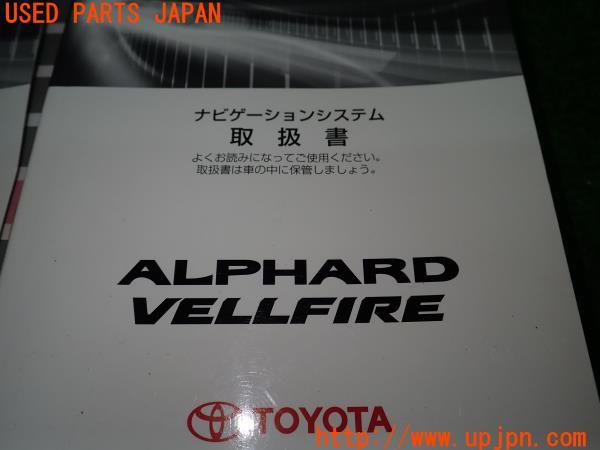 USED PARTS JAPAN
ナビゲーションシステム
取扱書
よくお読みになってご使用ください。
取扱書は車の中に保管しましょう。
ALPHARD
VELLFIRE
TOYOTA
http://www.upjpn.com/